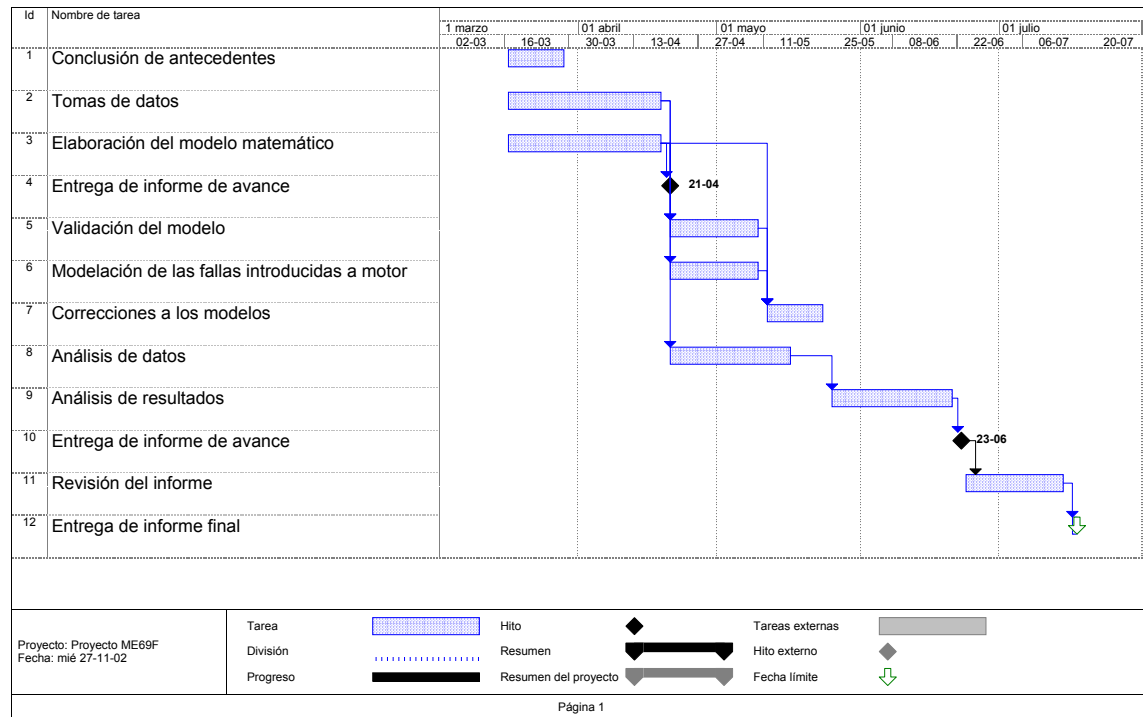 Id Nombre de tarea
1 marzo 01 abril 01 mayo 01 junio 01 julio
02-03 16-03 30-03 13-04 27-04 11-05 25-05 08-06 22-06 06-07 20-07
1 Conclusión de antecedentes
2 Tomas de datos
3 Elaboración del modelo matemático
4 Entrega de informe de avance 21-04
5 Validación del modelo
6 Modelación de las fallas introducidas a motor
7 Correcciones a los modelos
8 Análisis de datos
9 Análisis de resultados
10 Entrega de informe de avance 23-06
11 Revisión del informe
12 Entrega de informe final
Proyecto: Proyecto ME69F
Fecha: mié 27-11-02
Tarea Hito Tareas externas
División Resumen Hito externo
Progreso Resumen del proyecto Fecha límite
Página 1